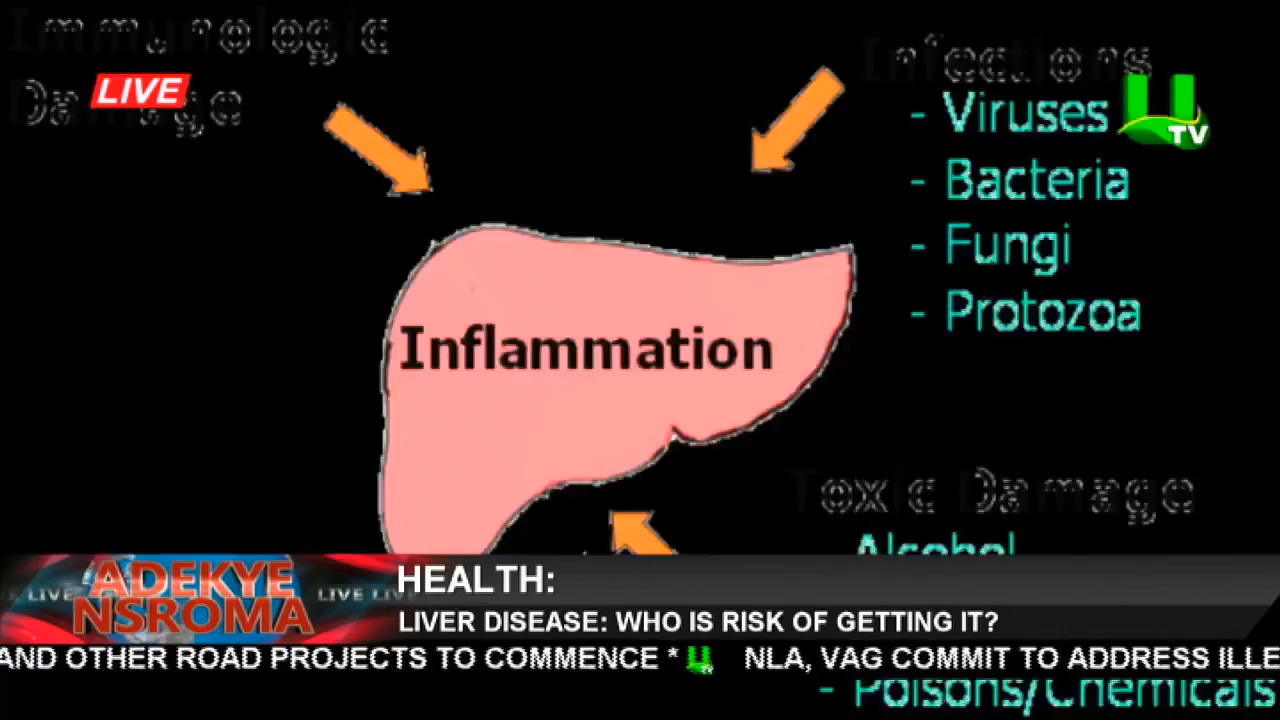 Immunologic
Damage
LIVE
Infections
- Viruses
- Bacteria
- Fungi
- Protozoa
U
TV
Inflammation
Toxic Damage
Alcohol
ADEKYE
NSROMA
LIVE LIVE
HEALTH:
LIVER DISEASE: WHO IS RISK OF GETTING IT?
AND OTHER ROAD PROJECTS TO COMMENCE * U TV NLA, VAG COMMIT TO ADDRESS ILLE
- Poisons/Chemicals